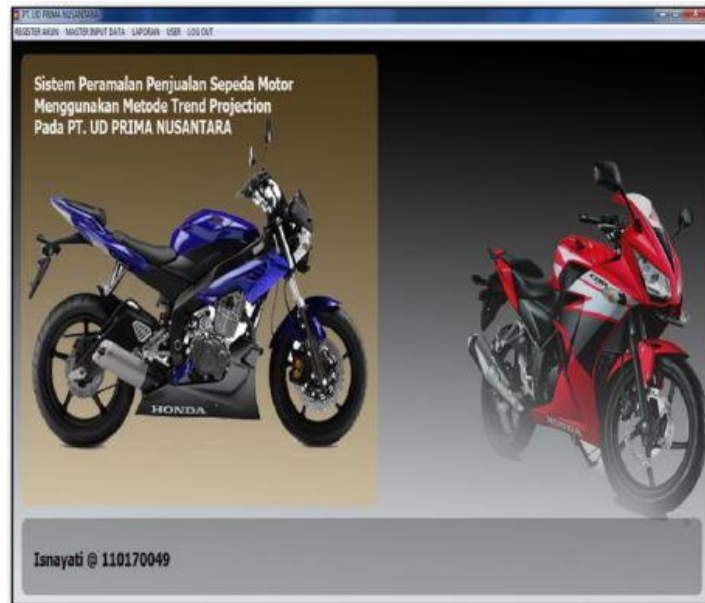 PT. UD PRIMA NUSANTARA
REGISTER AKUN MASTER INPUT DATA LAPORAN USER LOG OUT
Sistem Peramalan Penjualan Sepeda Motor
Menggunakan Metode Trend Projection
Pada PT. UD PRIMA NUSANTARA
HONDA
HONDA
Isnayati @ 110170049